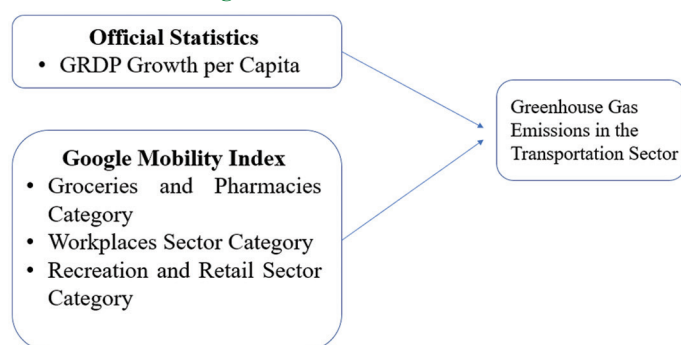 Official Statistics
• GRDP Growth per Capita
Google Mobility Index
• Groceries and Pharmacies
Category
• Workplaces Sector Category
• Recreation and Retail Sector
Category
Greenhouse Gas
Emissions in the
Transportation Sector